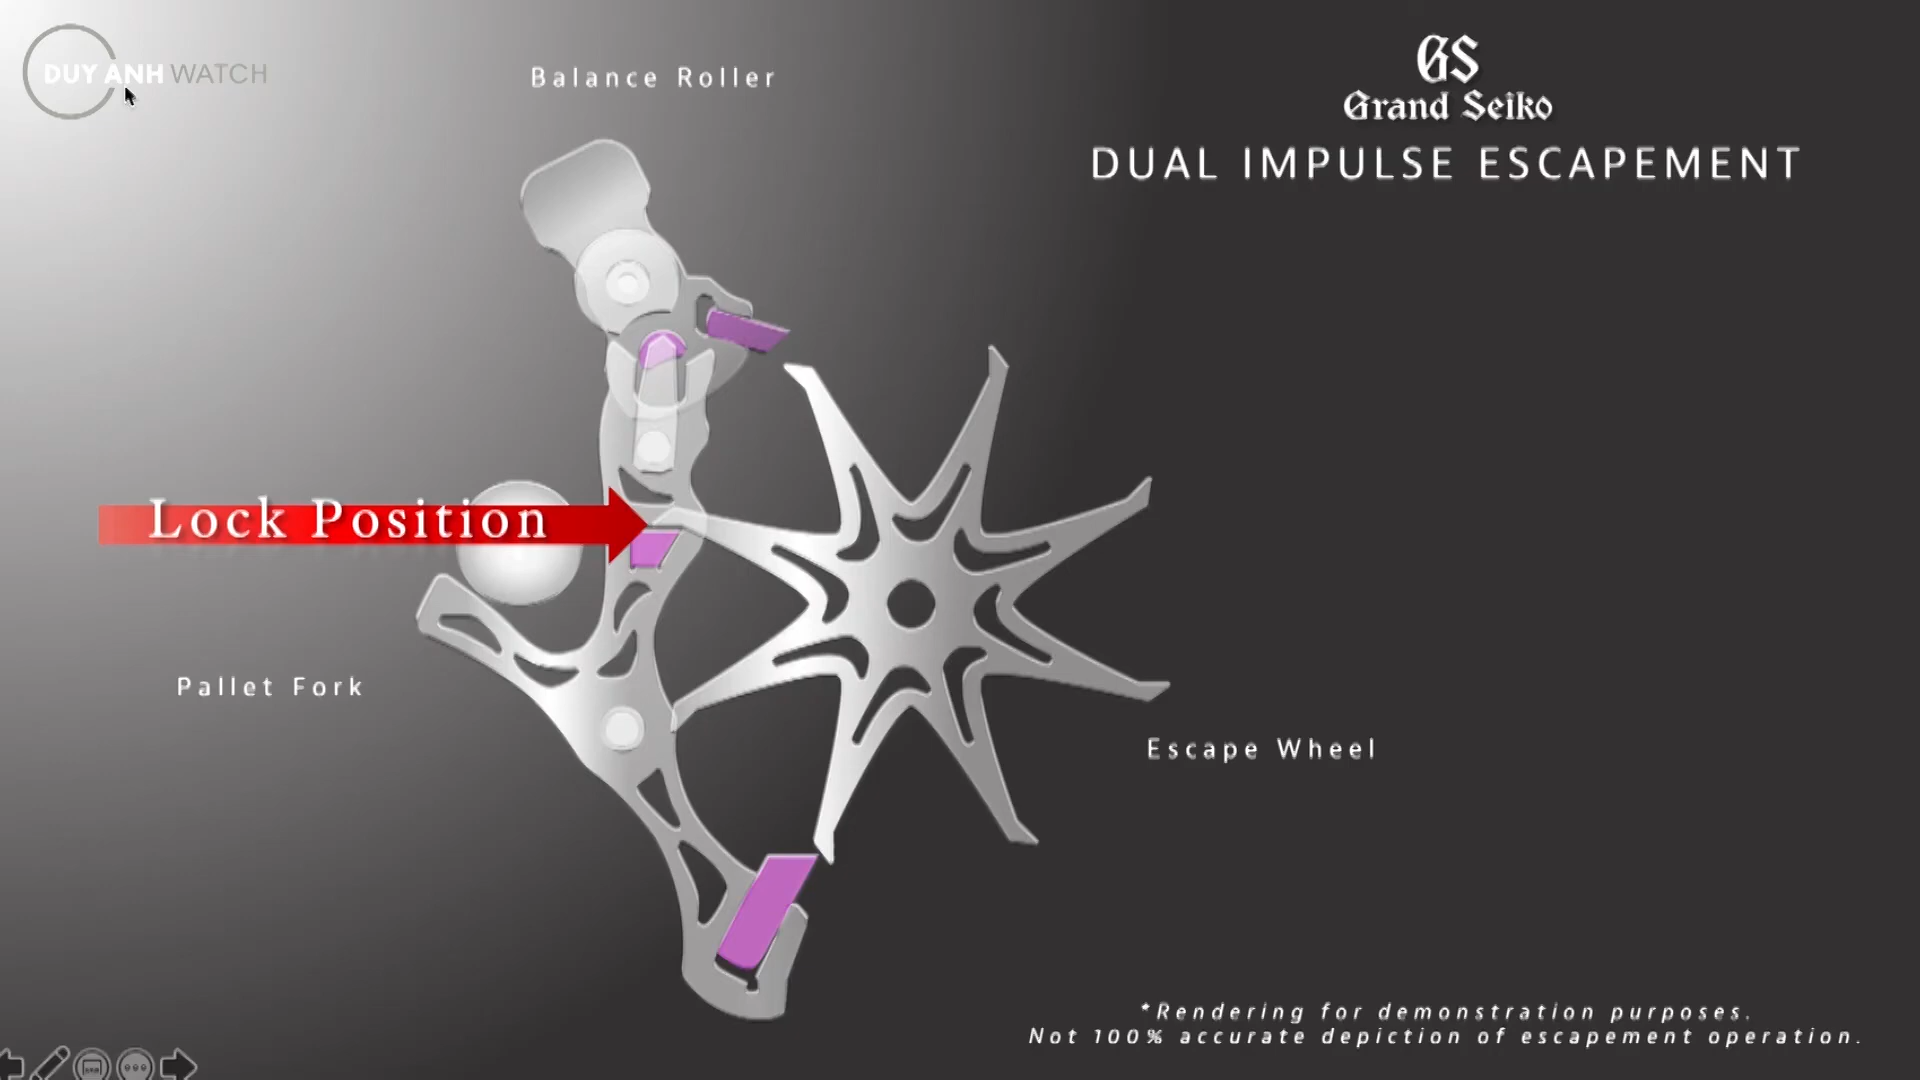 DUY ANH WATCH
Balance Roller
GS
Grand Seiko
DUAL IMPULSE ESCAPEMENT
Lock Position
Pallet Fork
Escape Wheel
*Rendering for demonstration purposes.
Not 100% accurate depiction of escapement operation.